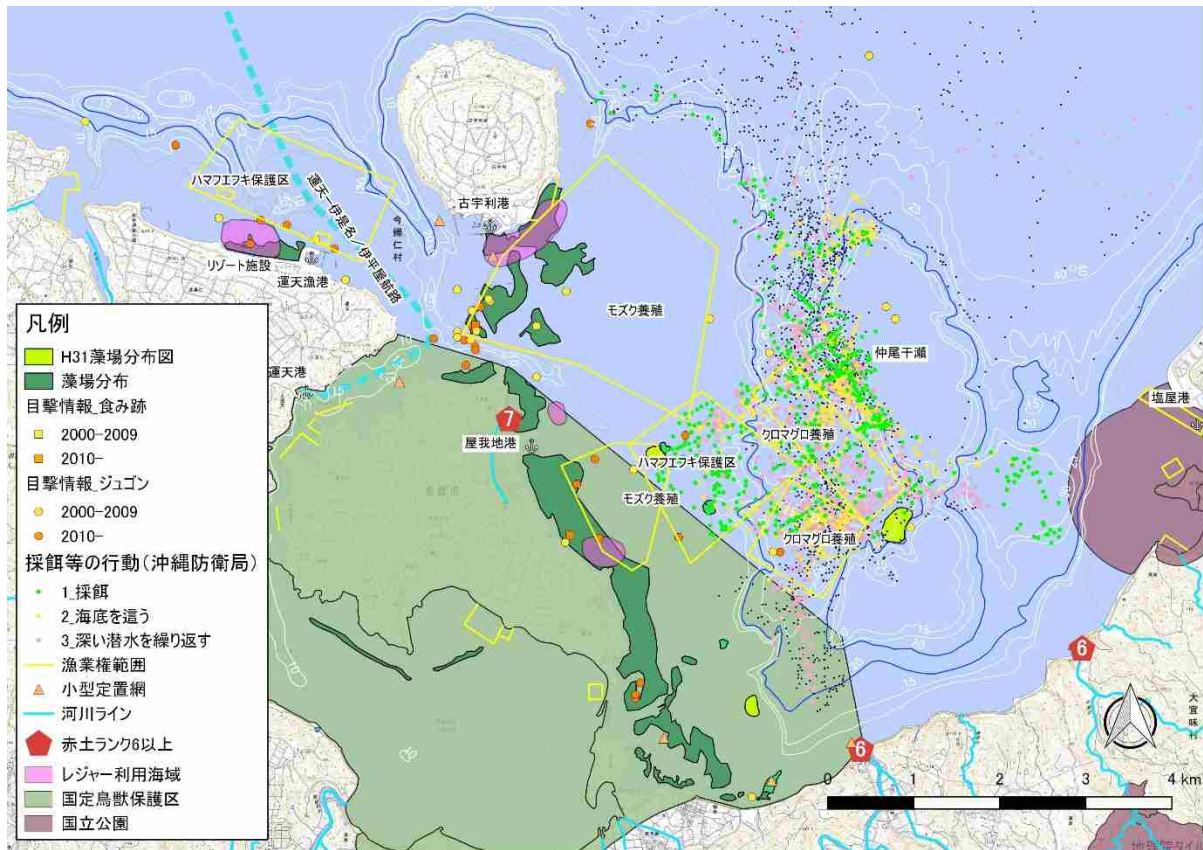 ハマフエフキ保護区
運天ー伊是名/伊平屋航路
今帰仁村
古宇利港
リゾート施設
運天漁港
モズク養殖
仲尾干瀬
運天港
塩屋港
7
屋我地港
クロマグロ養殖
ハマフエフキ保護区
モズク養殖
クロマグロ養殖
6
6
大宜味村
凡例
H31藻場分布図
藻場分布
目撃情報_食み跡
2000-2009
2010-
目撃情報_ジュゴン
2000-2009
2010-
採餌等の行動(沖縄防衛局)
1_採餌
2_海底を這う
3_深い潜水を繰り返す
漁業権範囲
小型定置網
河川ライン
赤土ランク6以上
レジャー利用海域
国定鳥獣保護区
国立公園
0 1 2 3 4 km